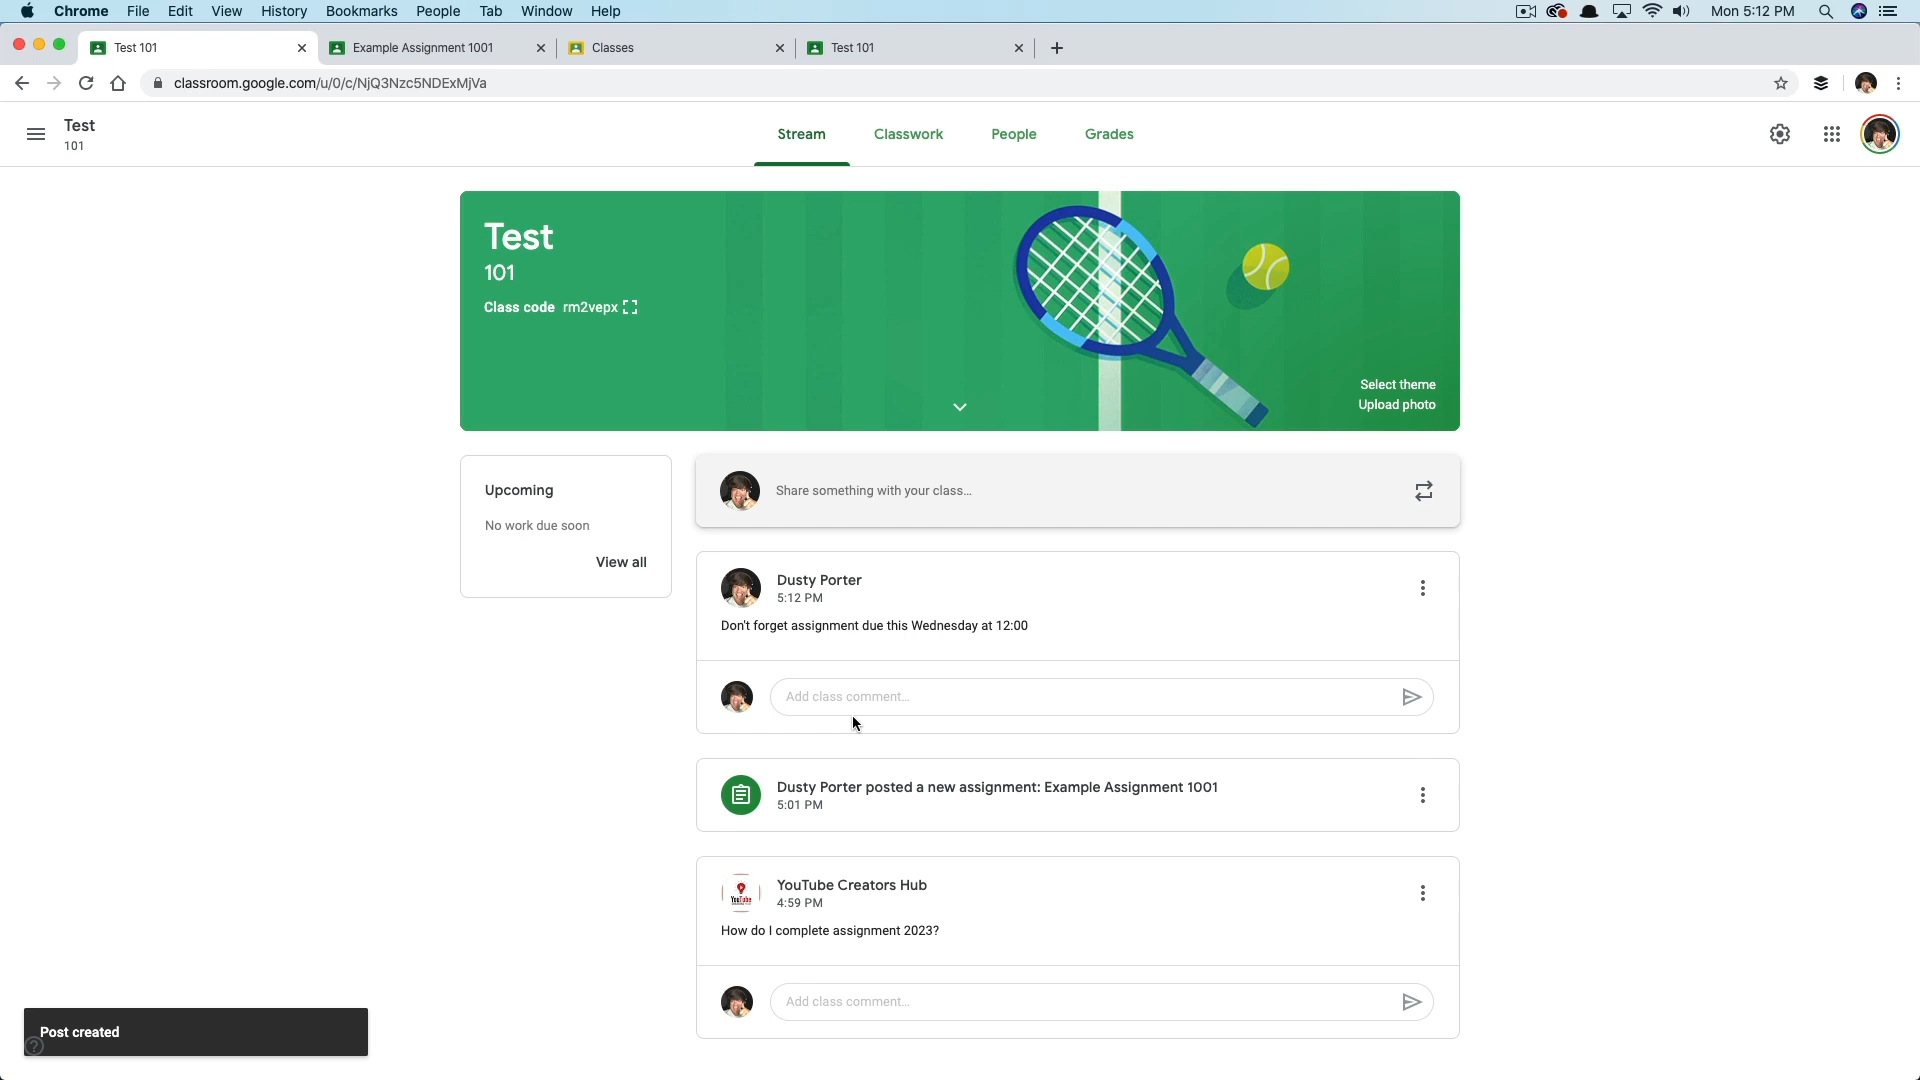 Chrome File Edit View History Bookmarks People Tab Window Help Mon 5:12 PM
Test 101 Example Assignment 1001 Classes Test 101
classroom.google.com/u/0/c/NjQ3Nzc5NDExMjVa
Test
101
Stream Classwork People Grades
Test
101
Class code rm2vepx
Select theme
Upload photo
Upcoming
No work due soon
View all
Share something with your class...
Dusty Porter
5:12 PM
Don't forget assignment due this Wednesday at 12:00
Add class comment...
Dusty Porter posted a new assignment: Example Assignment 1001
5:01 PM
YouTube
YouTube Creators Hub
4:59 PM
How do I complete assignment 2023?
Add class comment...
Post created